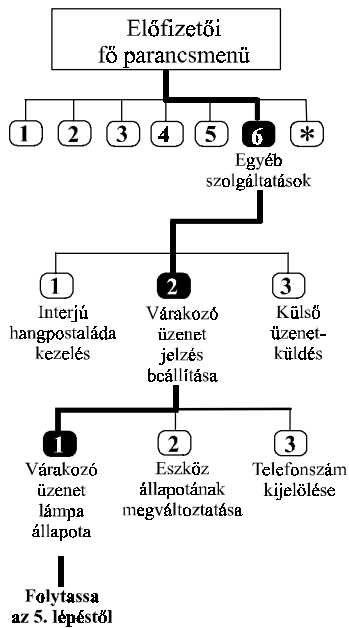 Előfizetői
fő parancsmenü
1 2 3 4 5 6 *
Egyéb
szolgáltatások
1 2 3
Interjú
hangpostaláda
kezelés
Várakozó
üzenet
jelzés
beállítása
Külső
üzenet-
küldés
1 2 3
Várakozó
üzenet
lámpa
állapota
Eszköz
állapotának
megváltoztatása
Telefonszám
kijelölése
Folytassa
az 5. lépéstől